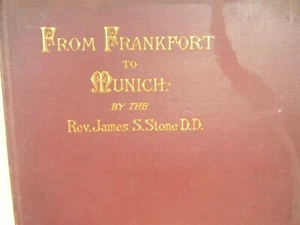 From Frankfort
to
Munich.
by the
Rev. James S. Stone D.D.